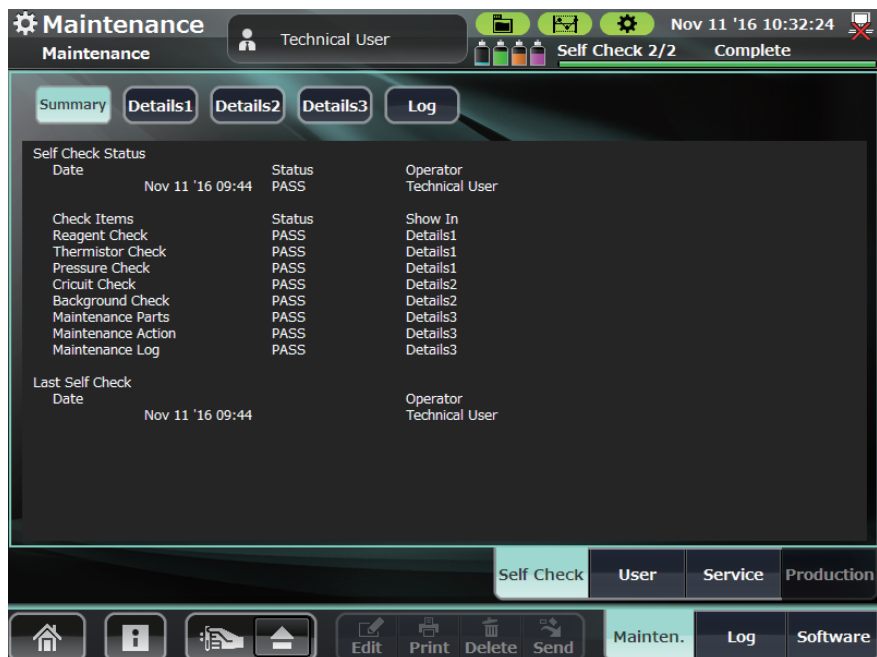 Maintenance
Maintenance
Technical User
Nov 11 '16 10:32:24
Self Check 2/2 Complete
Summary Details1 Details2 Details3 Log
Self Check Status
Date Status Operator
Nov 11 '16 09:44 PASS Technical User
Check Items Status Show In
Reagent Check PASS Details1
Thermistor Check PASS Details1
Pressure Check PASS Details1
Cricuit Check PASS Details2
Background Check PASS Details2
Maintenance Parts PASS Details3
Maintenance Action PASS Details3
Maintenance Log PASS Details3
Last Self Check
Date Operator
Nov 11 '16 09:44 Technical User
Self Check User Service Production
Edit Print Delete Send Mainten. Log Software